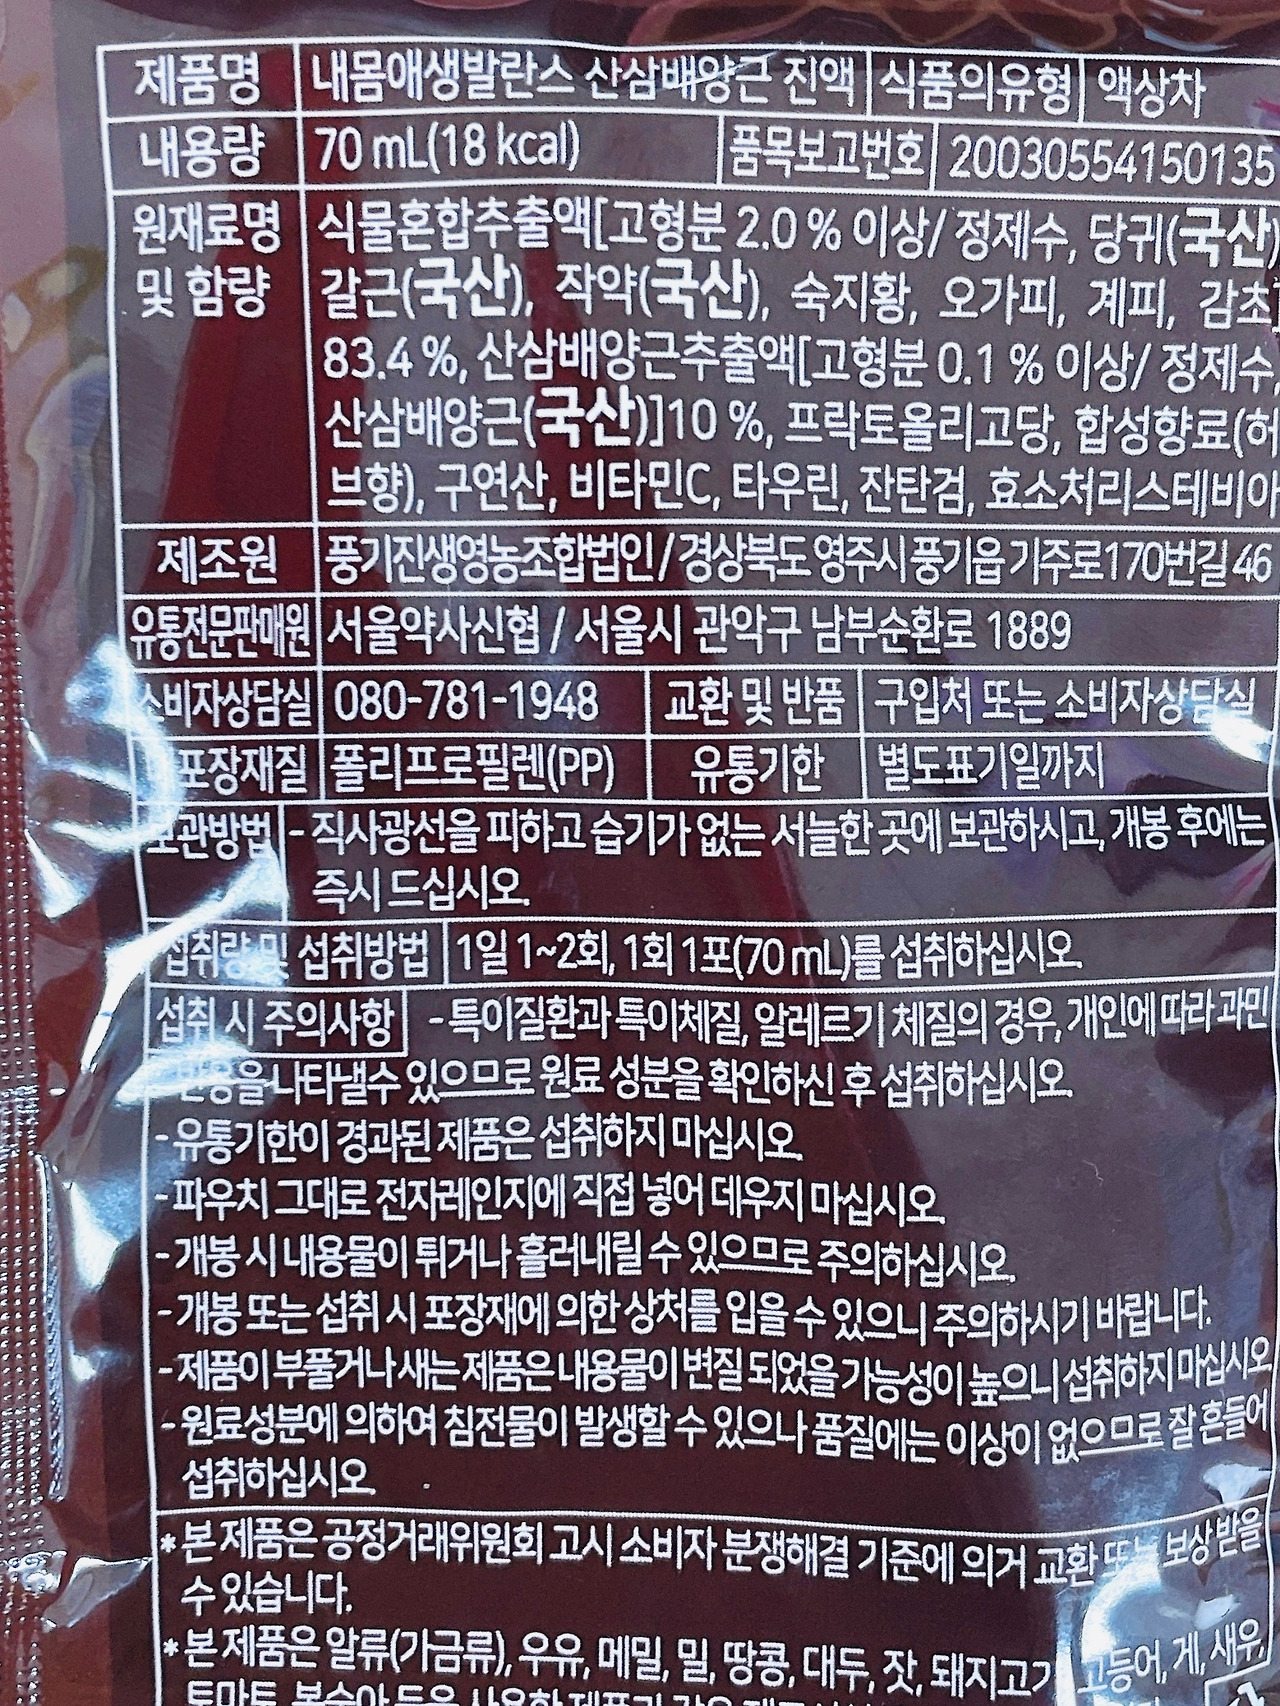 제품명 내몸애생발란스 산삼배양근 진액 식품의유형 액상차
내용량 70 mL(18 kcal) 품목보고번호 20030554150135
원재료명 식물혼합추출액[고형분 2.0 % 이상/ 정제수, 당귀(국산)
및 함량 갈근(국산), 작약(국산), 숙지황, 오가피, 계피, 감초
83.4 %, 산삼배양근추출액[고형분 0.1 % 이상/ 정제수,
산삼배양근(국산)]10 %, 프락토올리고당, 합성향료(허
브향), 구연산, 비타민C, 타우린, 잔탄검, 효소처리스테비아
제조원 풍기진생영농조합법인/경상북도 영주시 풍기읍 기주로170번길 46
유통전문판매원 서울약사신협 / 서울시 관악구 남부순환로 1889
소비자상담실 080-781-1948 교환 및 반품 구입처 또는 소비자상담실
포장재질 폴리프로필렌(PP) 유통기한 별도표기일까지
보관방법 - 직사광선을 피하고 습기가 없는 서늘한 곳에 보관하시고, 개봉 후에는
즉시 드십시오.
섭취량 및 섭취방법 1일 1~2회, 1회 1포(70 mL)를 섭취하십시오.
섭취 시 주의사항 - 특이질환과 특이체질, 알레르기 체질의 경우, 개인에 따라 과민
반응을 나타낼수 있으므로 원료 성분을 확인하신 후 섭취하십시오.
- 유통기한이 경과된 제품은 섭취하지 마십시오.
- 파우치 그대로 전자레인지에 직접 넣어 데우지 마십시오.
- 개봉 시 내용물이 튀거나 흘러내릴 수 있으므로 주의하십시오.
- 개봉 또는 섭취 시 포장재에 의한 상처를 입을 수 있으니 주의하시기 바랍니다.
- 제품이 부풀거나 새는 제품은 내용물이 변질 되었을 가능성이 높으니 섭취하지 마십시오
- 원료성분에 의하여 침전물이 발생할 수 있으나 품질에는 이상이 없으므로 잘 흔들어
섭취하십시오.
* 본 제품은 공정거래위원회 고시 소비자 분쟁해결 기준에 의거 교환 또는 보상 받을
수 있습니다.
* 본 제품은 알류(가금류), 우유, 메밀, 밀, 땅콩, 대두, 잣, 돼지고기 고등어, 게, 새우,